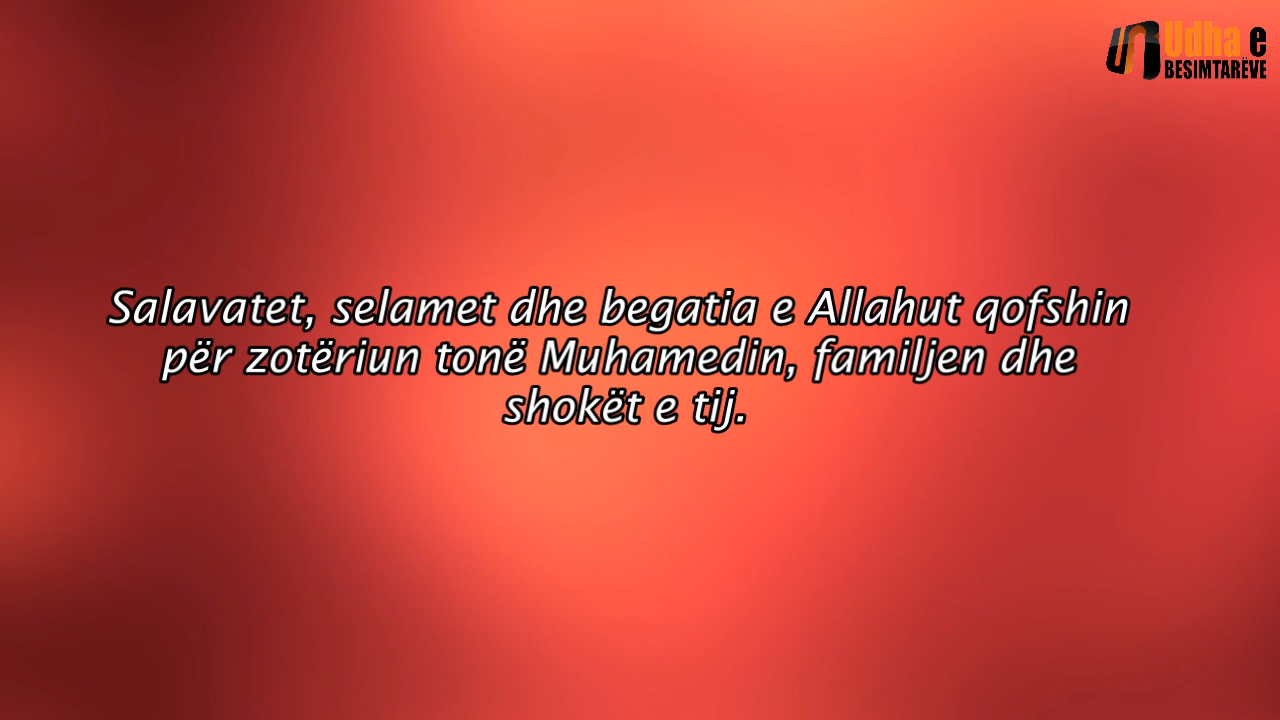 Udha e
BESIMTARËVE
Salavatet, selamet dhe begatia e Allahut qofshin
për zotëriun tonë Muhamedin, familjen dhe
shokët e tij.